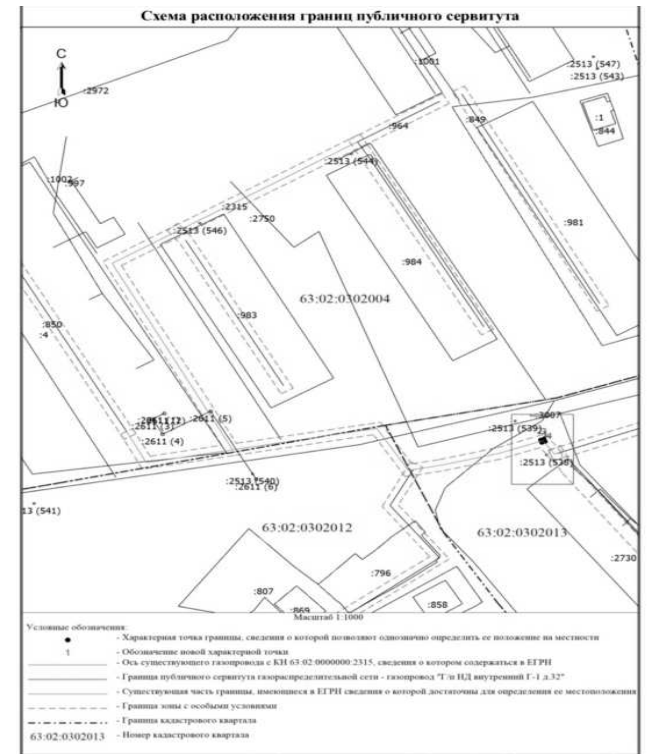 Схема расположения границ публичного сервитута
С
Ю
:2972
:1001
:2513 (547)
:2513 (543)
:964
:849
:1
:844
:2513 (544)
:1002
:997
:2315
:2750
:2513 (546)
:981
:984
63:02:0302004
:983
:850
:4
:2611 (5)
:2611 (3)
:2611 (4)
:3007
:2513 (539)
:2513 (538)
:2513 (540)
:2611 (6)
13 (541)
63:02:0302012
63:02:0302013
:2730
:796
:807
:869
:858
Масштаб 1:1000
Условные обозначения:
- Характерная точка границы, сведения о которой позволяют однозначно определить ее положение на местности
1 - Обозначение новой характерной точки
- Ось существующего газопровода с КН 63:02:0000000:2315, сведения о котором содержаться в ЕГРН
- Граница публичного сервитута газораспределительной сети - газопровод "Г/п НД внутренний Г-1 д.32"
- Существующая часть границы, имеющиеся в ЕГРН сведения о которой достаточны для определения ее местоположения
- Граница зоны с особыми условиями
- Граница кадастрового квартала
63:02:0302013 - Номер кадастрового квартала